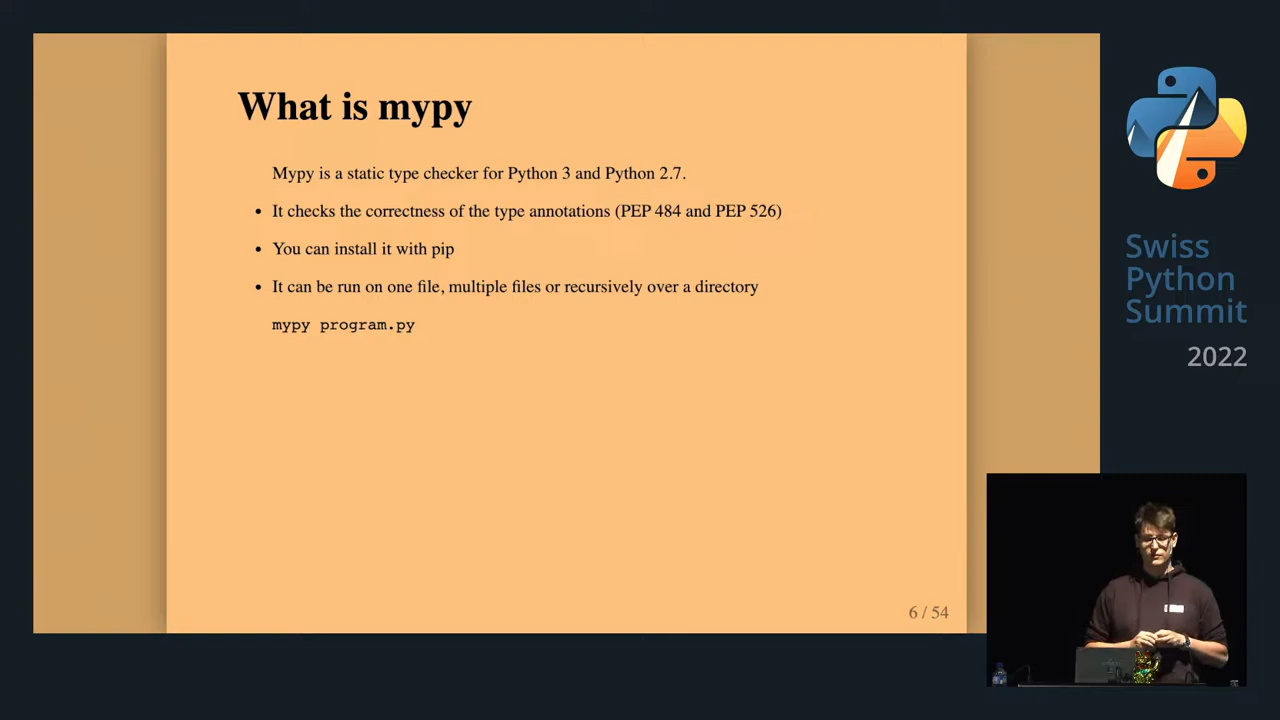 What is mypy
Mypy is a static type checker for Python 3 and Python 2.7.
• It checks the correctness of the type annotations (PEP 484 and PEP 526)
• You can install it with pip
• It can be run on one file, multiple files or recursively over a directory
mypy program.py
6 / 54
Swiss
Python
Summit
2022